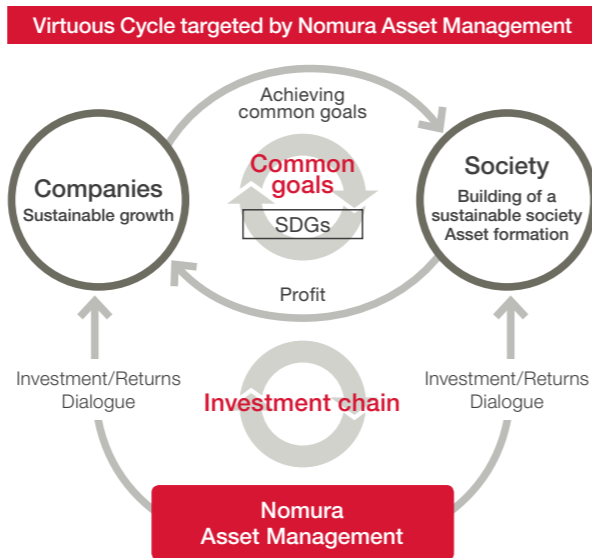 Virtuous Cycle targeted by Nomura Asset Management
Achieving
common goals
Common
goals
SDGs
Companies
Sustainable growth
Society
Building of a
sustainable society
Asset formation
Profit
Investment/Returns
Dialogue
Investment chain
Investment/Returns
Dialogue
Nomura
Asset Management